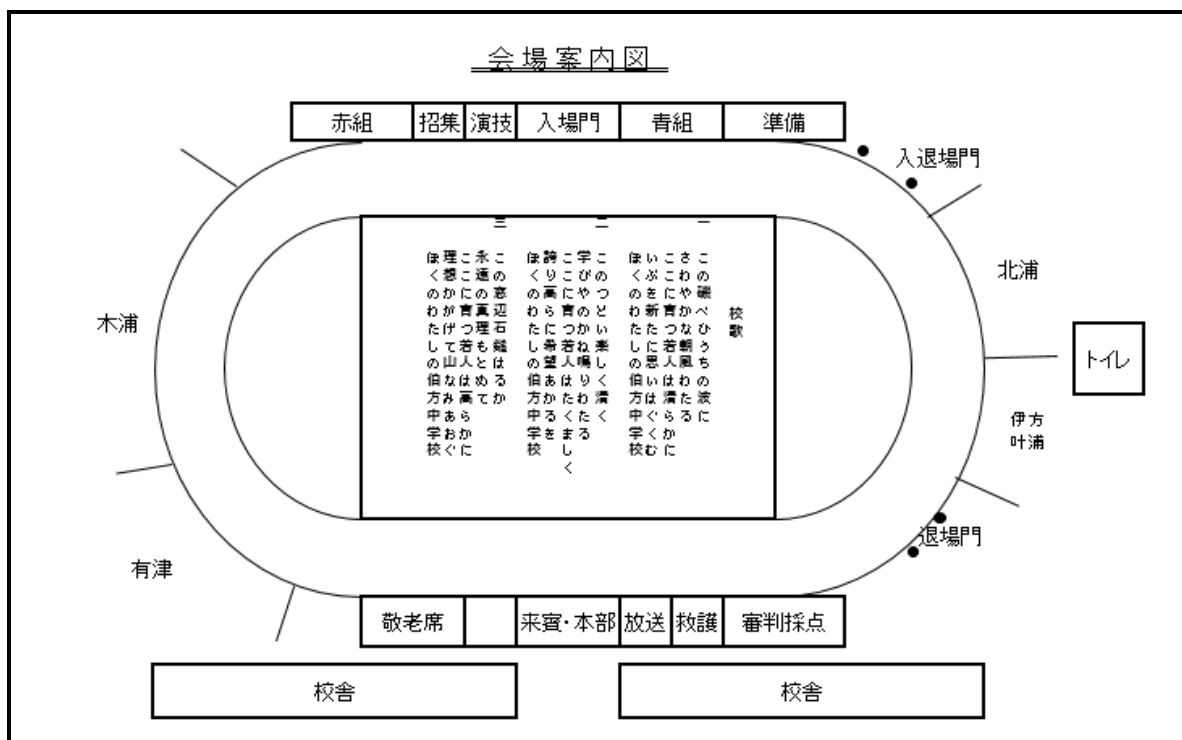 会場案内図
赤組
招集
演技
入場門
青組
準備
入退場門
北浦
トイレ
伊方
叶浦
退場門
木浦
有津
校歌
一
この磯べひうちの波に
さわやかな朝風わたる
ここに育つ若人は清らかに
いぶき新たに思いはぐくむ
ぼくのわたしの伯方中学校
二
このつどい楽しく清く
学びやのかね鳴りわたる
ここに育つ若人はたくましく
誇り高らに希望あかるき
ぼくのわたしの伯方中学校
三
この窓辺石鎚はるか
永遠の真理もとめて
ここに育つ若人は高らかに
理想かがげて山なみあおぐ
ぼくのわたしの伯方中学校
敬老席
来賓・本部
放送
救護
審判採点
校舎
校舎